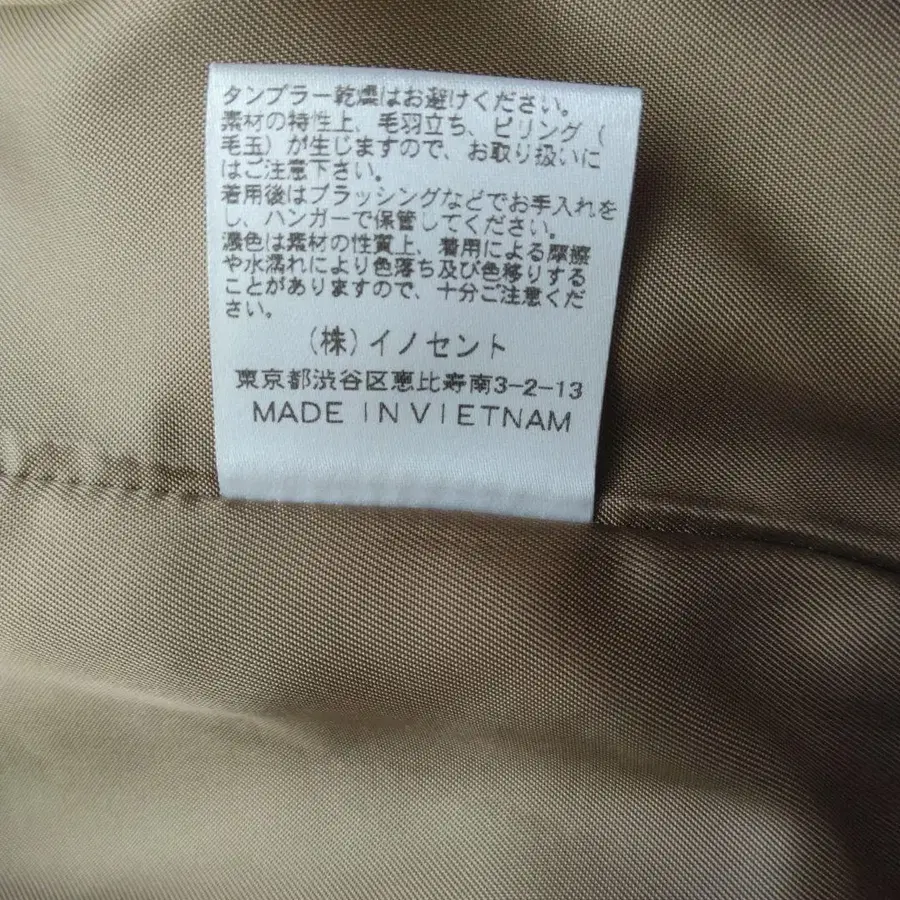 タンブラー乾燥はお避けください。
素材の特性上、毛羽立ち、ピリング（
毛玉）が生じますので、お取り扱いに
はご注意下さい。
着用後はブラッシングなどでお手入れを
し、ハンガーで保管してください。
濃色は素材の性質上、着用による摩擦
や水濡れにより色落ち及び色移りする
ことがありますので、十分ご注意くだ
さい。
（株）イノセント
東京都渋谷区恵比寿南3-2-13
MADE IN VIETNAM